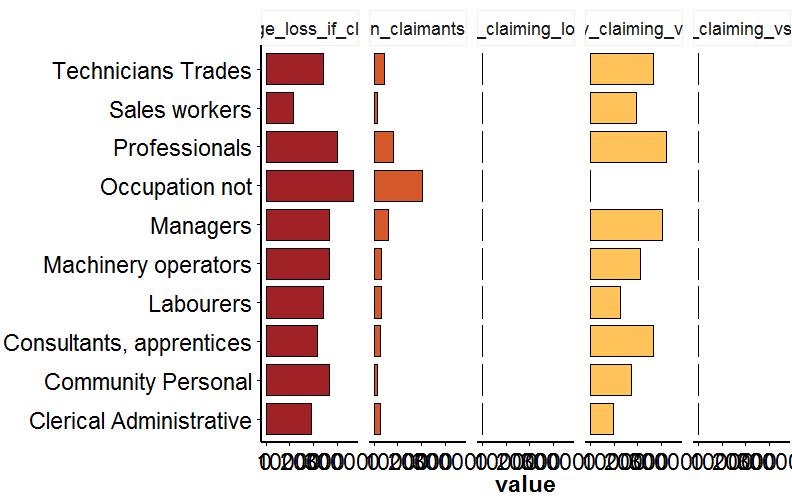 ge_loss_if_cl n_claimants _claiming_lo y_claiming_v _claiming_vs
Technicians Trades
Sales workers
Professionals
Occupation not
Managers
Machinery operators
Labourers
Consultants, apprentices
Community Personal
Clerical Administrative
value